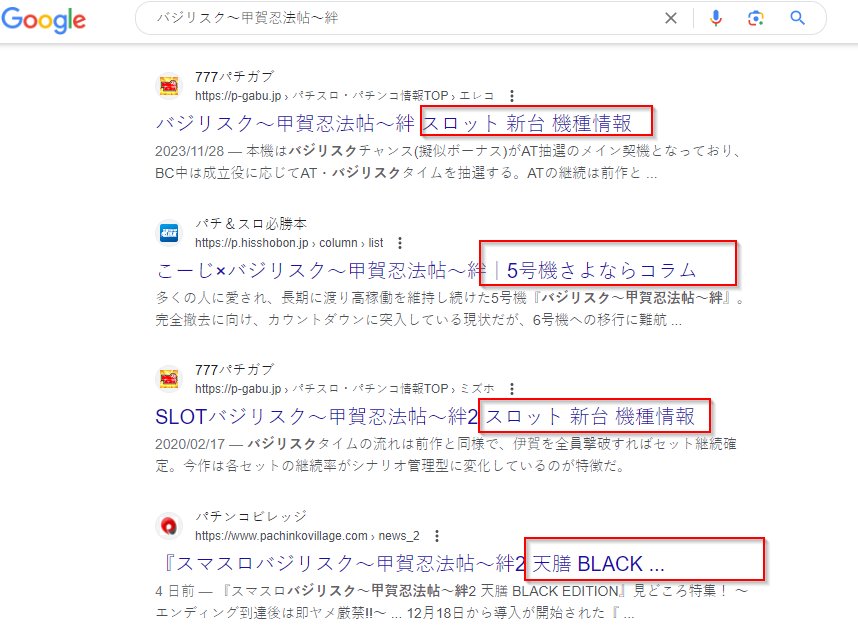 Google
バジリスク～甲賀忍法帖～絆
777パチガブ
https://p-gabu.jp › パチスロ・パチンコ情報TOP › エレコ
バジリスク～甲賀忍法帖～絆 スロット 新台 機種情報
2023/11/28 — 本機はバジリスクチャンス(擬似ボーナス)がAT抽選のメイン契機となっており、
BC中は成立役に応じてAT・バジリスクタイムを抽選する。ATの継続は前作と ...
パチ＆スロ必勝本
https://p.hisshobon.jp › column › list
こーじ×バジリスク～甲賀忍法帖～絆｜5号機さよならコラム
多くの人に愛され、長期に渡り高稼働を維持し続けた5号機『バジリスク～甲賀忍法帖～絆』。
完全撤去に向け、カウントダウンに突入している現状だが、6号機への移行に難航 ...
777パチガブ
https://p-gabu.jp › パチスロ・パチンコ情報TOP › ミズホ
SLOTバジリスク～甲賀忍法帖～絆2 スロット 新台 機種情報
2020/02/17 — バジリスクタイムの流れは前作と同様で、伊賀を全員撃破すればセット継続確
定。今作は各セットの継続率がシナリオ管理型に変化しているのが特徴だ。
パチンコビレッジ
https://www.pachinkovillage.com › news_2
『スマスロバジリスク～甲賀忍法帖～絆2 天膳 BLACK ...
4 日前 — 『スマスロバジリスク～甲賀忍法帖～絆2 天膳 BLACK EDITION』見どころ特集！ ～
エンディング到達後は即ヤメ厳禁!!～ ... 12月18日から導入が開始された『 ...